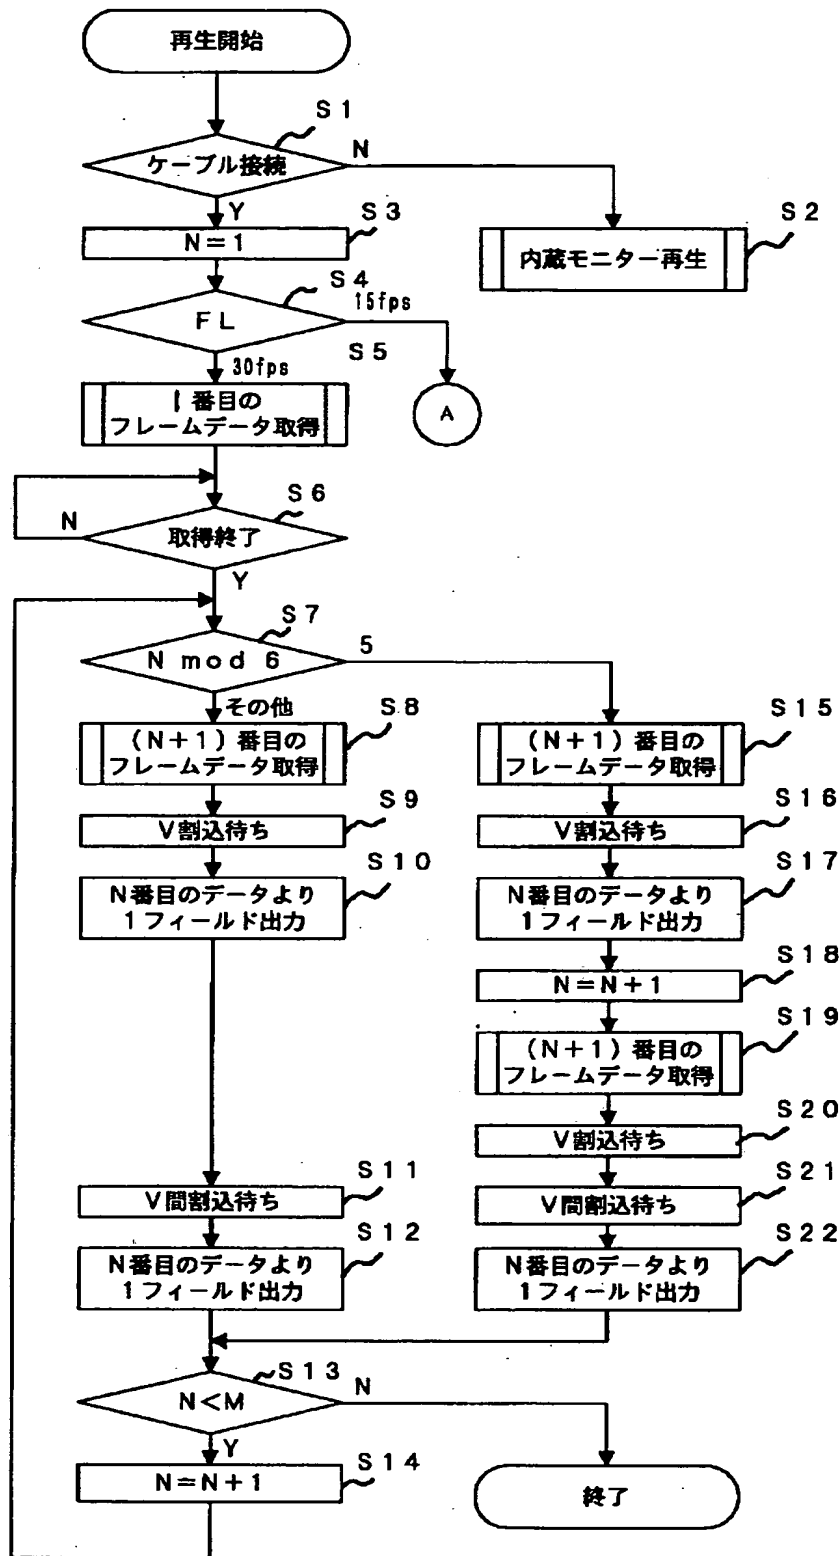 再生開始
S1
ケーブル接続
N
Y
S3
N=1
S2
内蔵モニター再生
S4
FL
15fps
30fps
S5
1番目の
フレームデータ取得
A
S6
N
取得終了
Y
S7
N mod 6
5
その他
S8
(N+1)番目の
フレームデータ取得
S9
V割込待ち
S10
N番目のデータより
1フィールド出力
S15
(N+1)番目の
フレームデータ取得
S16
V割込待ち
S17
N番目のデータより
1フィールド出力
S18
N=N+1
S19
(N+1)番目の
フレームデータ取得
S20
V割込待ち
S11
V間割込待ち
S12
N番目のデータより
1フィールド出力
S21
V間割込待ち
S22
N番目のデータより
1フィールド出力
S13
N<M
N
Y
S14
N=N+1
終了